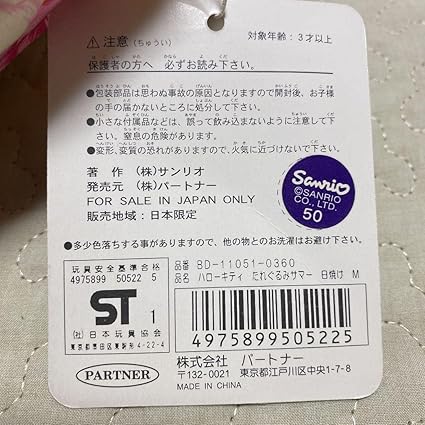 ⚠ 注意 (ちゅうい) 対象年齢:3才以上
保護者の方へ 必ずお読み下さい。
●包装部品は思わぬ事故の原因となりますので開封後、お子様
の手の届かないところに処分して下さい。
●小さな付属品などは、誤って飲み込まないように注意して下
さい。窒息の危険があります。
●変形、変質の恐れがありますので、火気に近づけないで下さい。
著作 (株)サンリオ
発売元 (株)パートナー
FOR SALE IN JAPAN ONLY
販売地域:日本限定
Sanrio
©SANRIO
CO., LTD.
50
●多少色落ちする事がありますので、他の物とのお洗濯はお避け下さい。
玩具安全基準合格
4975899 50522 5
ST 1
(社)日本玩具協会
東京都墨田区東駒形4-22-4
PARTNER
品番 BD-11051-0360
品名 ハローキティ たれぐるみサマー 日焼け M
4975899505225
株式会社 パートナー
〒132-0021 東京都江戸川区中央1-7-8
MADE IN CHINA